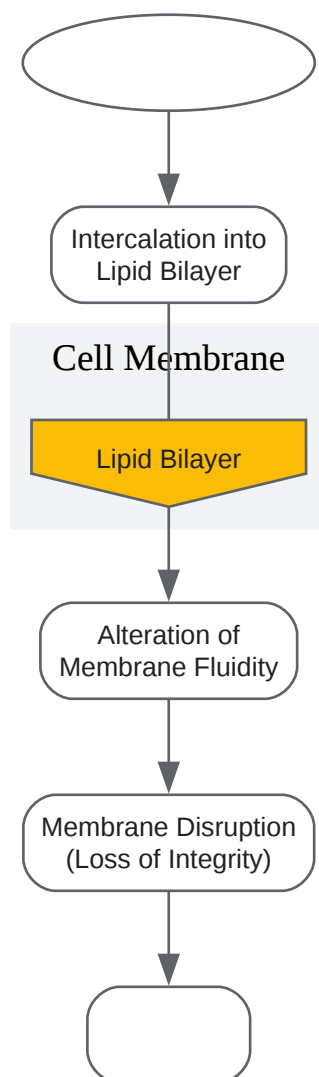 Intercalation into
Lipid Bilayer
Cell Membrane
Lipid Bilayer
Alteration of
Membrane Fluidity
Membrane Disruption
(Loss of Integrity)